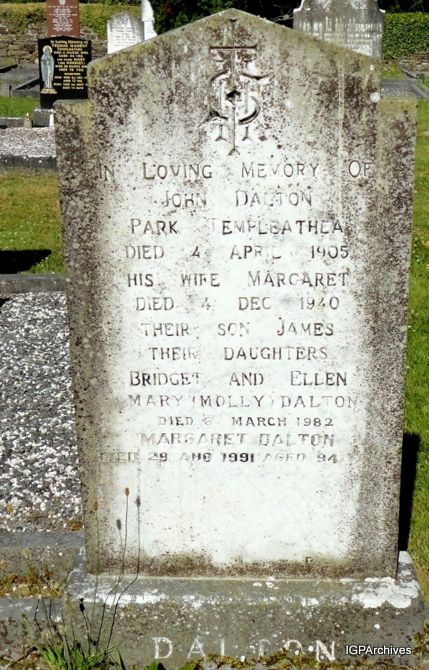 IHS
IN LOVING MEMORY OF
JOHN DALTON
PARK TEMPLEATHEA
DIED 4 APRIL 1905
HIS WIFE MARGARET
DIED 4 DEC 1940
THEIR SON JAMES
THEIR DAUGHTERS
BRIDGET AND ELLEN
MARY (MOLLY) DALTON
DIED MARCH 1982
MARGARET DALTON
DIED 29 AUG 1991 AGED 94
DALTON
IGPArchives